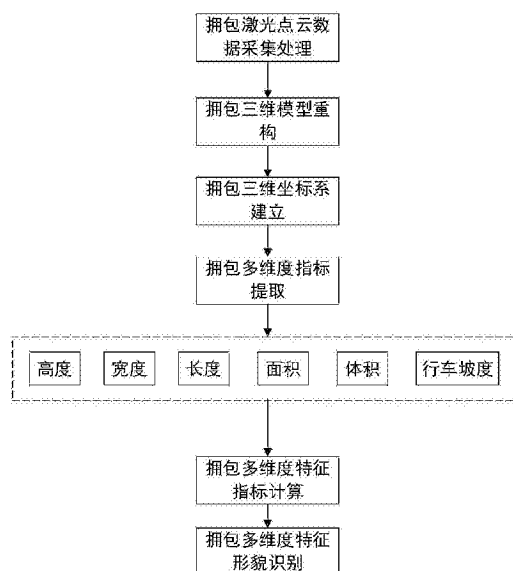 拥包激光点云数
据采集处理
拥包三维模型重
构
拥包三维坐标系
建立
拥包多维度指标
提取
高度 宽度 长度 面积 体积 行车坡度
拥包多维度特征
指标计算
拥包多维度特征
形貌识别